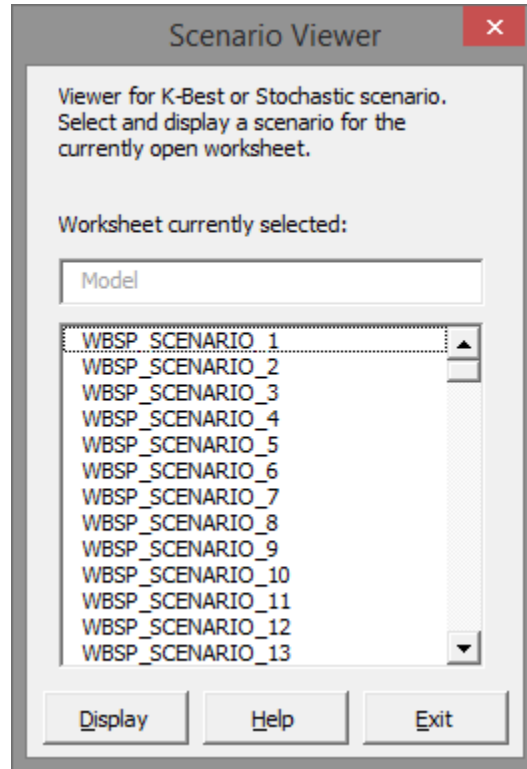 Scenario Viewer
Viewer for K-Best or Stochastic scenario.
Select and display a scenario for the
currently open worksheet.
Worksheet currently selected:
Model
WBSP_SCENARIO_1
WBSP_SCENARIO_2
WBSP_SCENARIO_3
WBSP_SCENARIO_4
WBSP_SCENARIO_5
WBSP_SCENARIO_6
WBSP_SCENARIO_7
WBSP_SCENARIO_8
WBSP_SCENARIO_9
WBSP_SCENARIO_10
WBSP_SCENARIO_11
WBSP_SCENARIO_12
WBSP_SCENARIO_13
Display Help Exit